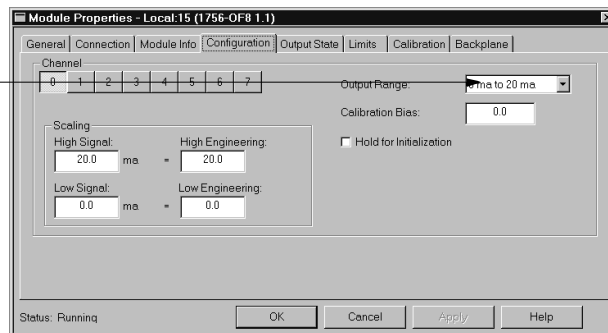 Module Properties - Local:15 (1756-OF8 1.1)
General Connection Module Info Configuration Output State Limits Calibration Backplane
Channel
0 1 2 3 4 5 6 7
Output Range: ma to 20 ma
Calibration Bias: 0.0
Scaling
High Signal: High Engineering:
Hold for Initialization
20.0 ma = 20.0
Low Signal: Low Engineering:
0.0 ma = 0.0
Status: Running OK Cancel Apply Help